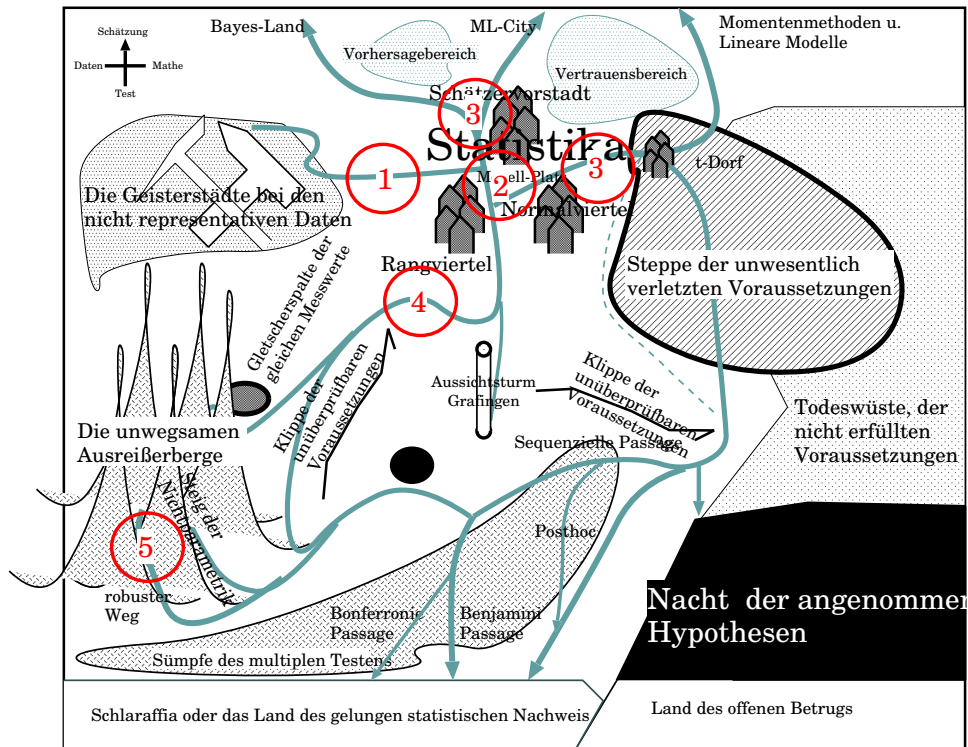 Schätzung
Daten
Mathe
Test
Bayes-Land
ML-City
Momentenmethoden u.
Lineare Modelle
Vorhersagebereich
Vertrauensbereich
Schätzervorstadt
3
Statistika
3
t-Dorf
1
2
Normalviertel
Die Geisterstädte bei den
nicht representativen Daten
Rangviertel
Steppe der unwesentlich
verletzten Voraussetzungen
4
Gletscherspalte der
gleichen Messwerte
Klippe der
unüberprüfbaren
Voraussetzungen
Aussichtsturm
Grafingen
Klippe der
unüberprüfbaren
Voraussetzungen
Todeswüste, der
nicht erfüllten
Voraussetzungen
Die unwegsamen
Ausreißerberge
Sequenzielle Passage
Steig der
Nichtparametrik
5
Posthoc
robuster
Weg
Bonferronie
Passage
Benjamini
Passage
Nacht der angenommen
Hypothesen
Sümpfe des multiplen Testens
Schlaraffia oder das Land des gelungen statistischen Nachweis
Land des offenen Betrugs